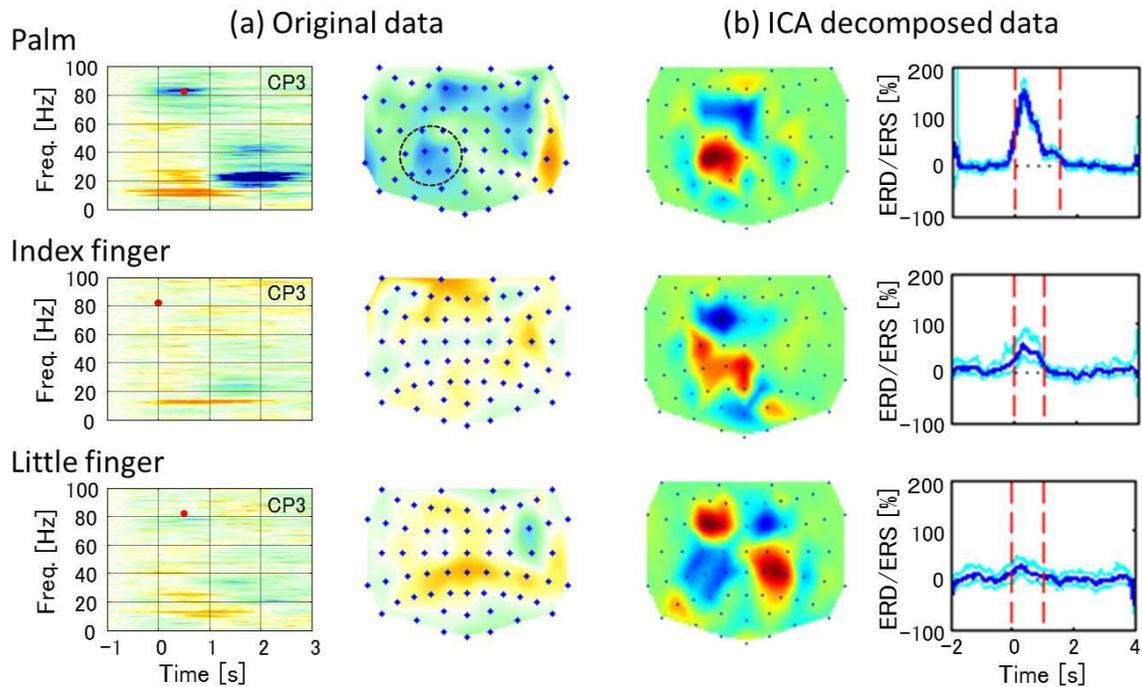 (a) Original data
(b) ICA decomposed data
Palm
CP3
Freq. [Hz]
100
80
60
40
20
0
ERD/ERS [%]
200
100
0
-100
Index finger
CP3
Freq. [Hz]
100
80
60
40
20
0
ERD/ERS [%]
200
100
0
-100
Little finger
CP3
Freq. [Hz]
100
80
60
40
20
0
-1 0 1 2 3
Time [s]
ERD/ERS [%]
200
100
0
-100
-2 0 2 4
Time [s]